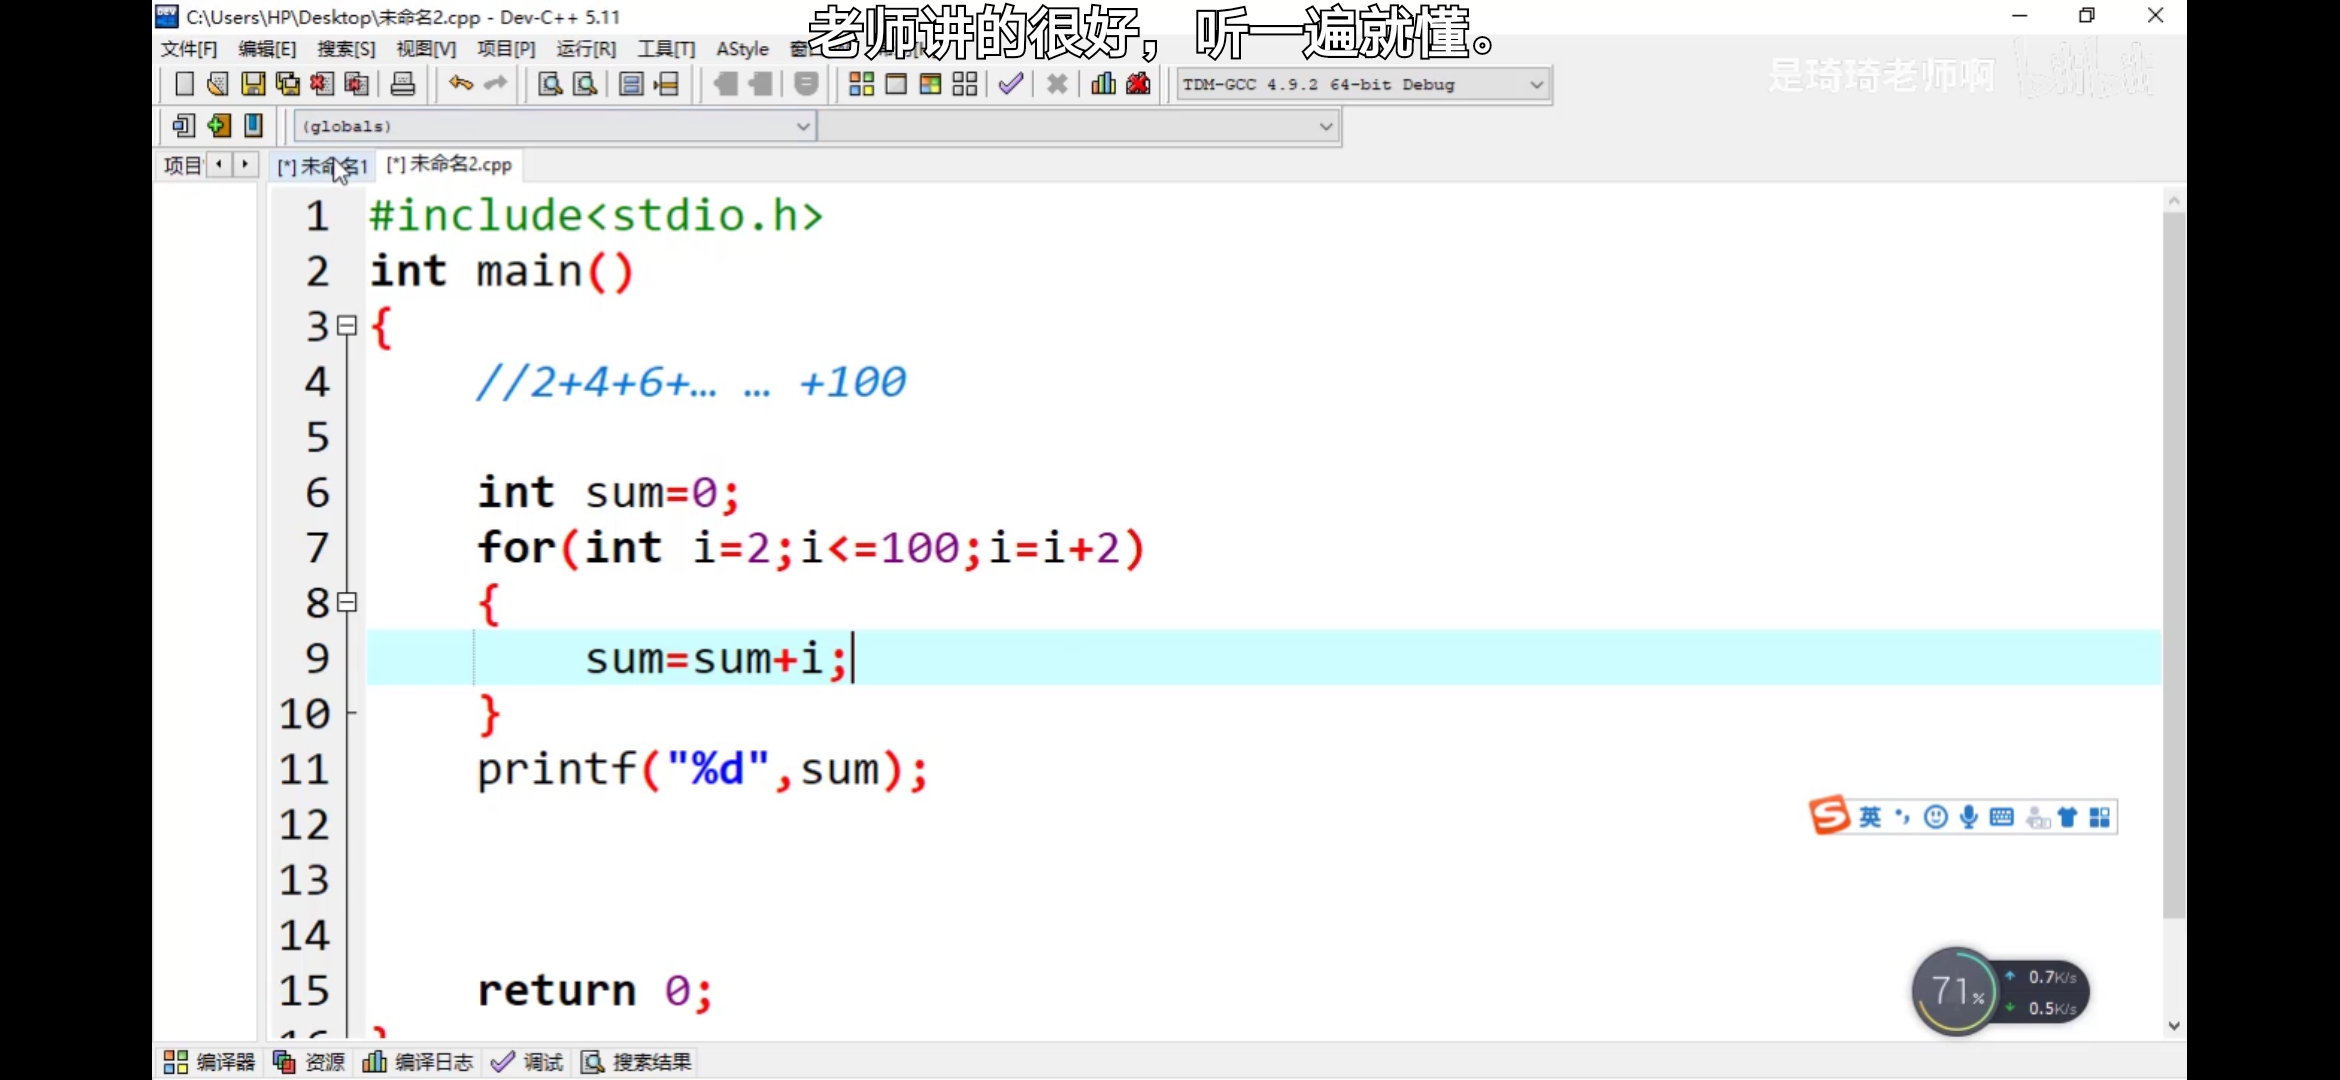 C:\Users\HP\Desktop\未命名2.cpp - Dev-C++ 5.11
老师讲的很好，听一遍就懂。
文件[F] 编辑[E] 搜索[S] 视图[V] 项目[P] 运行[R] 工具[T] AStyle
是琦琦老师啊 bilibili
TDM-GCC 4.9.2 64-bit Debug
(globals)
项目 [*] 未命名1 [*] 未命名2.cpp
1 #include<stdio.h>
2 int main()
3 {
4 //2+4+6+… … +100
5
6 int sum=0;
7 for(int i=2;i<=100;i=i+2)
8 {
9 sum=sum+i;
10 }
11 printf("%d",sum);
12
13
14
15 return 0;
英
71% 0.7K/s
0.5K/s
编译器 资源 编译日志 调试 搜索结果